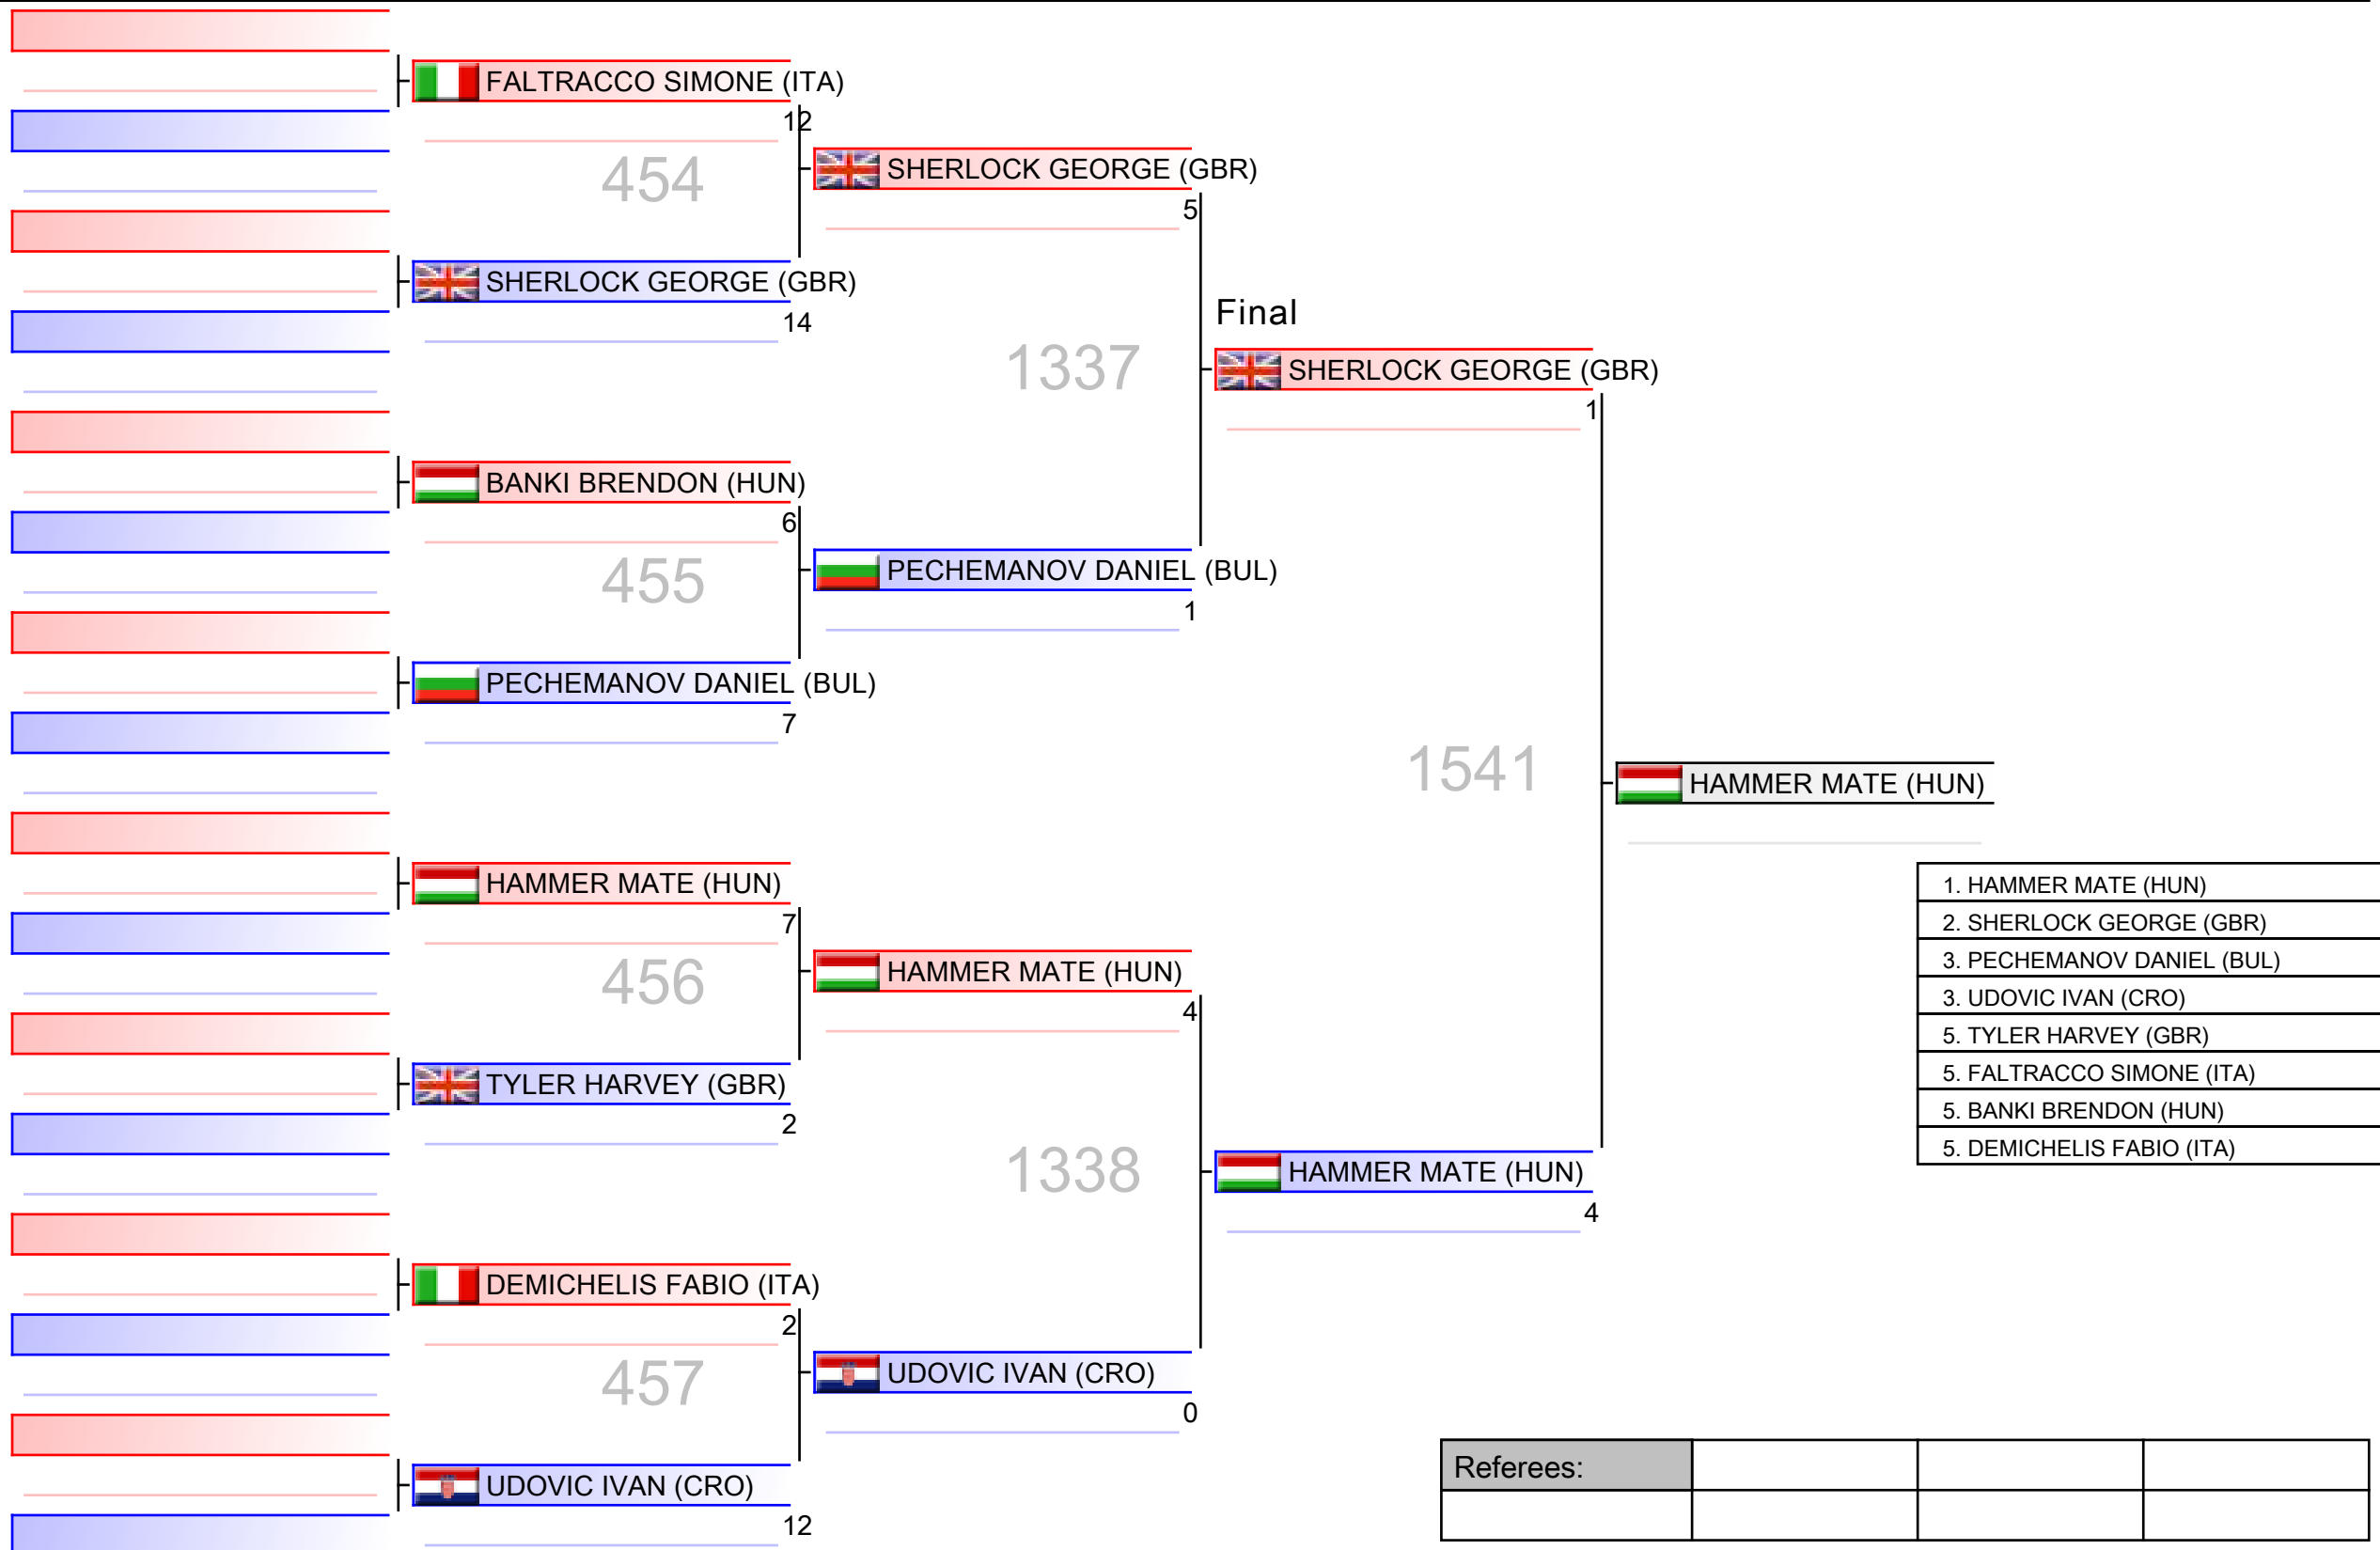 FALTRACCO SIMONE (ITA)
12
454
SHERLOCK GEORGE (GBR)
14
BANKI BRENDON (HUN)
6
455
PECHEMANOV DANIEL (BUL)
7
HAMMER MATE (HUN)
7
456
TYLER HARVEY (GBR)
2
DEMICHELIS FABIO (ITA)
2
457
UDOVIC IVAN (CRO)
12
SHERLOCK GEORGE (GBR)
5
1337
PECHEMANOV DANIEL (BUL)
1
HAMMER MATE (HUN)
4
1338
UDOVIC IVAN (CRO)
0
Final
SHERLOCK GEORGE (GBR)
1
1541
HAMMER MATE (HUN)
4
HAMMER MATE (HUN)
1. HAMMER MATE (HUN)
2. SHERLOCK GEORGE (GBR)
3. PECHEMANOV DANIEL (BUL)
3. UDOVIC IVAN (CRO)
5. TYLER HARVEY (GBR)
5. FALTRACCO SIMONE (ITA)
5. BANKI BRENDON (HUN)
5. DEMICHELIS FABIO (ITA)
Referees: